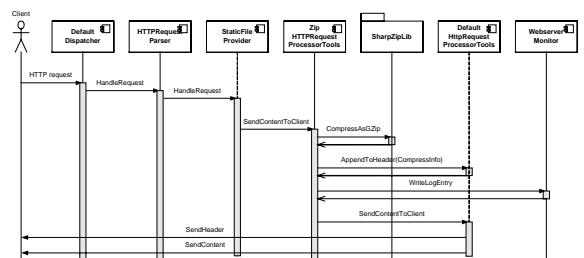 Client
Default
Dispatcher
HTTPRequest
Parser
StaticFile
Provider
Zip
HTTPRequest
ProcessorTools
SharpZipLib
Default
HttpRequest
ProcessorTools
Webserver
Monitor
HTTP request
HandleRequest
HandleRequest
SendContentToClient
CompressAsGZip
AppendToHeader(CompressInfo)
WriteLogEntry
SendContentToClient
SendHeader
SendContent